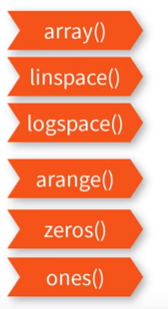 array()
linspace()
logspace()
arange()
zeros()
ones()